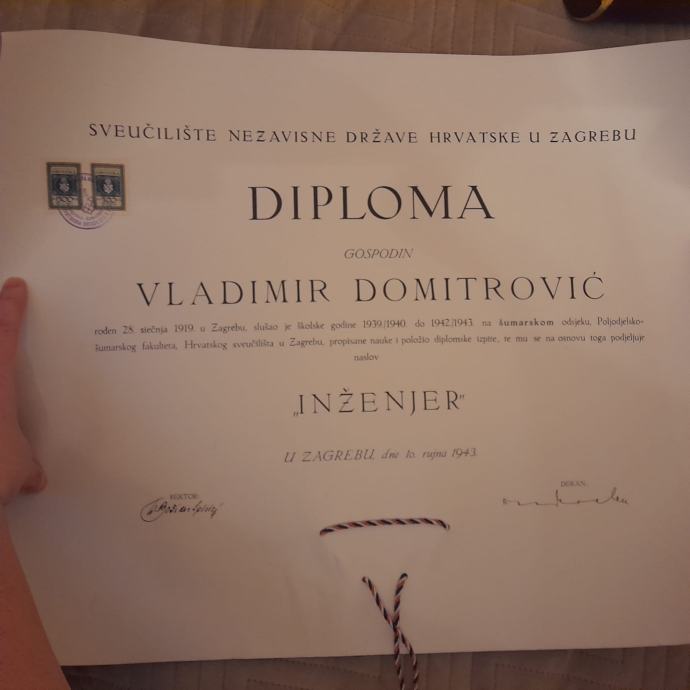 SVEUČILIŠTE NEZAVISNE DRŽAVE HRVATSKE U ZAGREBU
DIPLOMA
GOSPODIN
VLADIMIR DOMITROVIĆ
rođen 28. siečnja 1919. u Zagrebu, slušao je školske godine 1939/1940. do 1942/1943. na šumarskom odsjeku, Poljodjelsko-
šumarskog fakulteta, Hrvatskog sveučilišta u Zagrebu, propisane nauke i položio diplomske izpite, te mu se na osnovu toga podjeljuje
naslov
„INŽENJER"
U ZAGREBU, dne 10. rujna 1943.
REKTOR:
DEKAN: